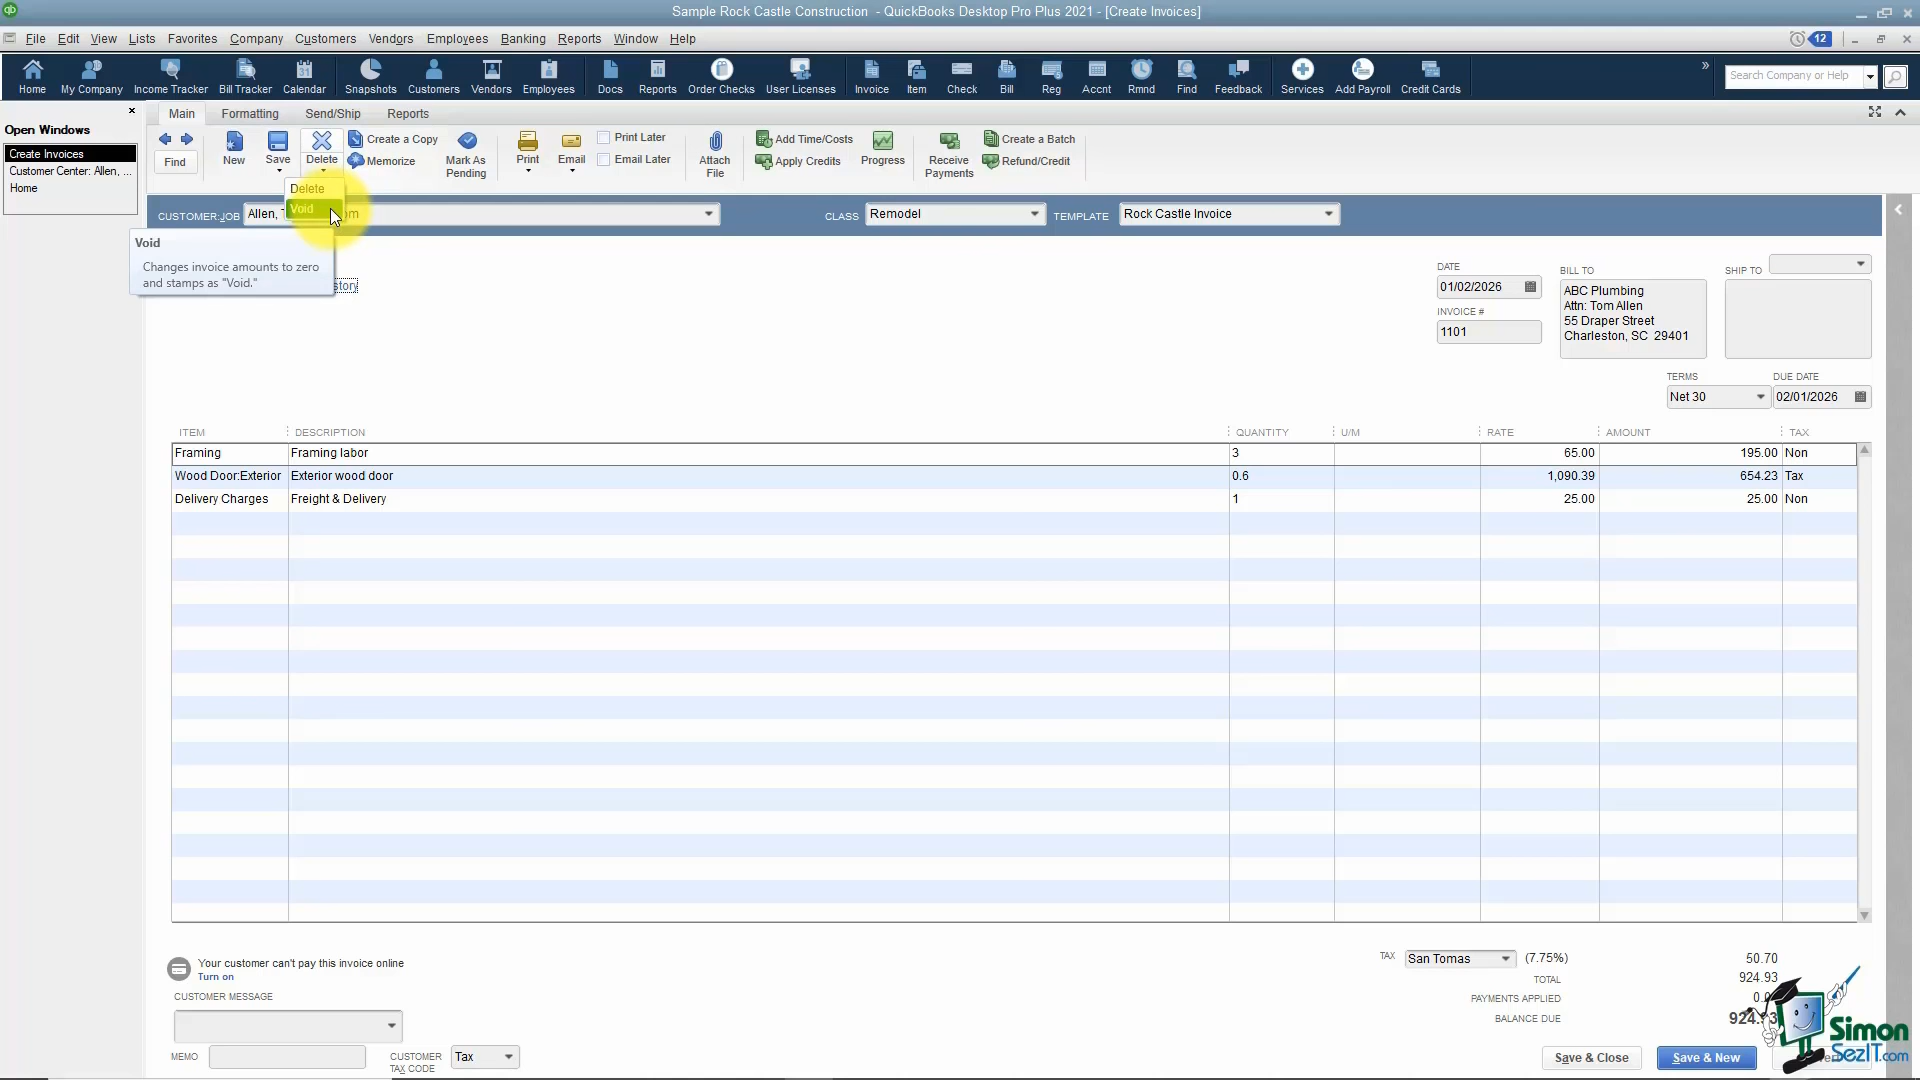 Sample Rock Castle Construction - QuickBooks Desktop Pro Plus 2021 - [Create Invoices]
File Edit View Lists Favorites Company Customers Vendors Employees Banking Reports Window Help
12
Home My Company Income Tracker Bill Tracker Calendar Snapshots Customers Vendors Employees Docs Reports Order Checks User Licenses Invoice Item Check Bill Reg Accnt Rmnd Find Feedback Services Add Payroll Credit Cards
Search Company or Help
Open Windows
Create Invoices
Customer Center: Allen, ...
Home
Main Formatting Send/Ship Reports
Find New Save Delete
Create a Copy
Memorize
Mark As
Pending
Print Email
Print Later
Email Later
Attach
File
Add Time/Costs
Apply Credits
Progress
Receive
Payments
Create a Batch
Refund/Credit
Delete
Void
CUSTOMER:JOB Allen,
CLASS Remodel
TEMPLATE Rock Castle Invoice
Void
Changes invoice amounts to zero
and stamps as "Void."
DATE
01/02/2026
INVOICE #
1101
BILL TO
ABC Plumbing
Attn: Tom Allen
55 Draper Street
Charleston, SC 29401
SHIP TO
TERMS
Net 30
DUE DATE
02/01/2026
ITEM DESCRIPTION QUANTITY U/M RATE AMOUNT TAX
Framing Framing labor 3 65.00 195.00 Non
Wood Door:Exterior Exterior wood door 0.6 1,090.39 654.23 Tax
Delivery Charges Freight & Delivery 1 25.00 25.00 Non
Your customer can't pay this invoice online
Turn on
CUSTOMER MESSAGE
MEMO
CUSTOMER
TAX CODE
Tax
TAX San Tomas (7.75%) 50.70
TOTAL 924.93
PAYMENTS APPLIED
BALANCE DUE
Save & Close Save & New
Simon
SezIT.com